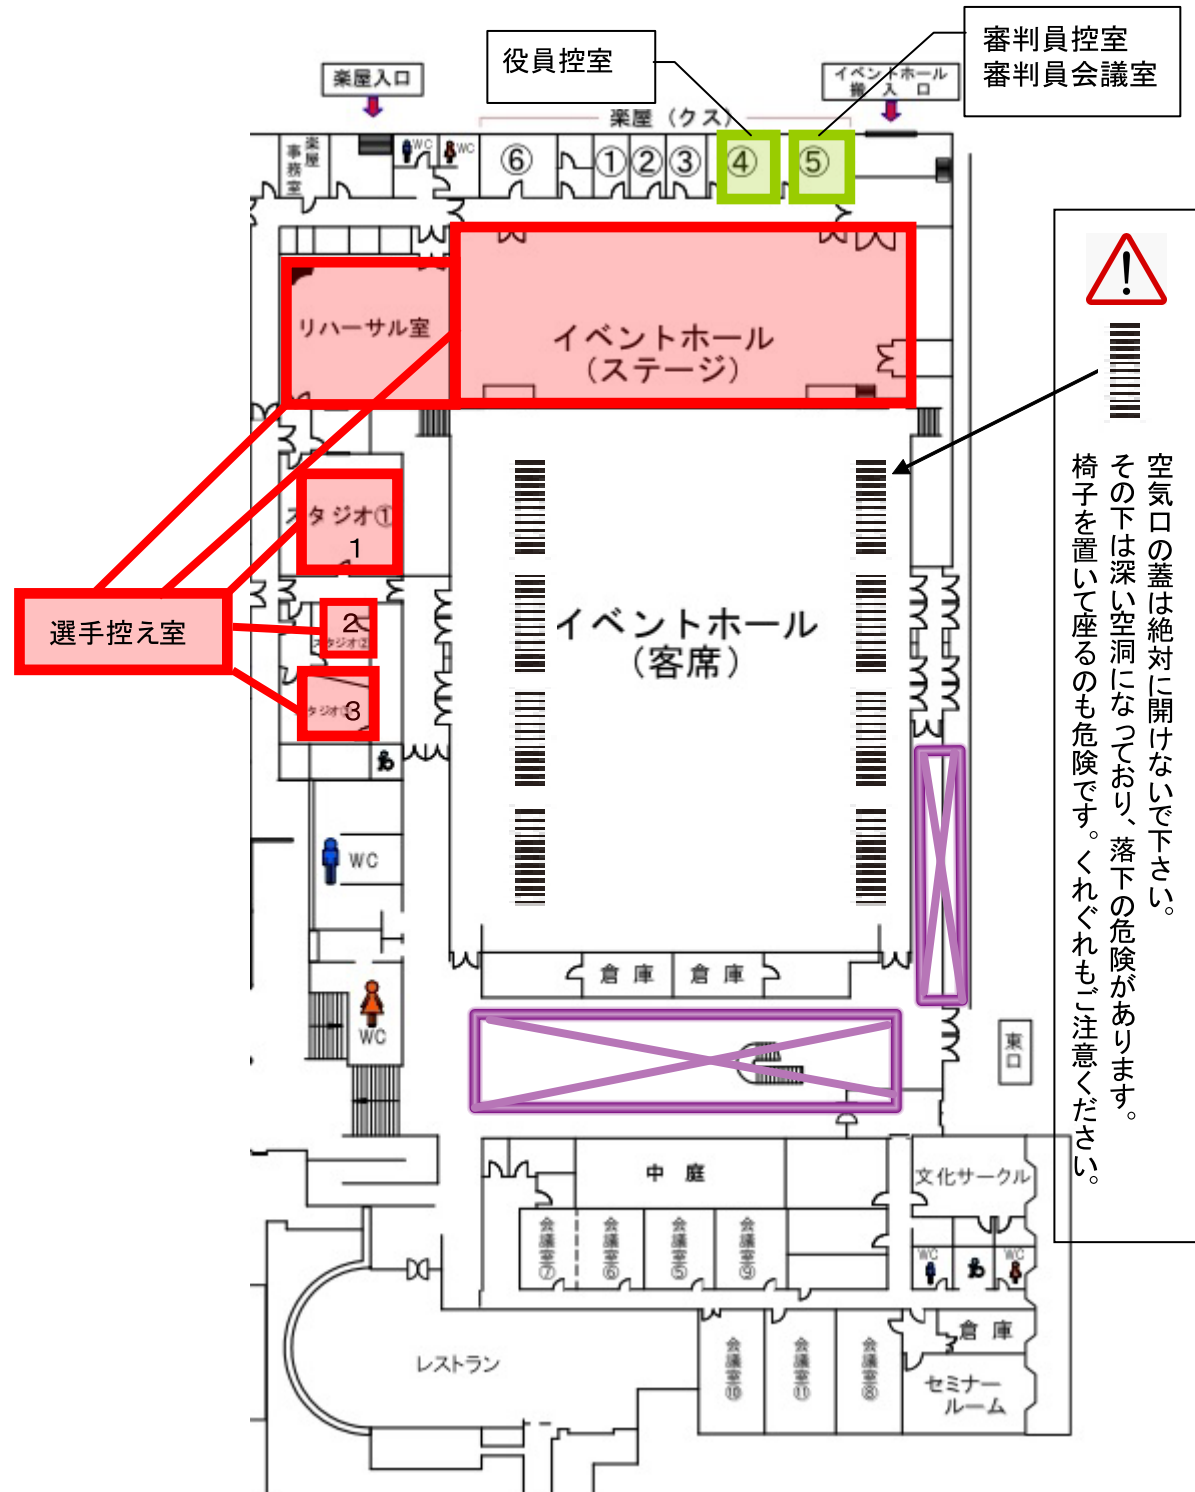 審判員控室
審判員会議室
役員控室
楽屋入口
イベントホール
搬入口
楽屋（クス）
楽屋
事務室
WC
WC
⑥
①
②
③
④
⑤
リハーサル室
イベントホール
（ステージ）
スタジオ①
1
選手控え室
2
スタジオ②
スタジオ③
3
イベントホール
（客席）
空気口の蓋は絶対に開けないで下さい。
その下は深い空洞になっており、落下の危険があります。
椅子を置いて座るのも危険です。くれぐれもご注意ください。
WC
WC
倉庫
倉庫
東口
中庭
文化サークル
会議室⑦
会議室⑥
会議室⑤
会議室⑨
WC
WC
倉庫
レストラン
会議室⑩
会議室⑪
会議室⑧
セミナー
ルーム